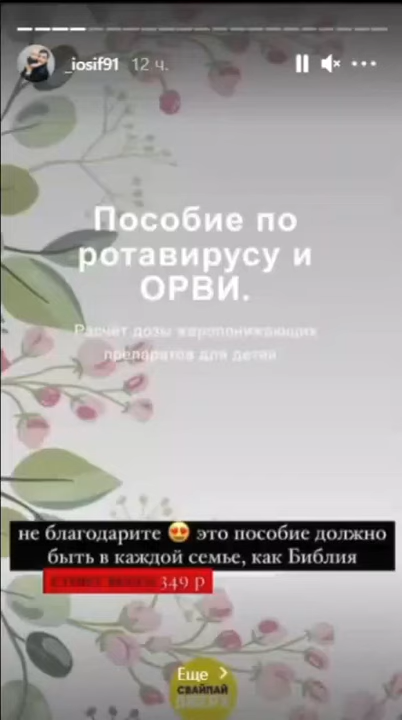 _iosif91 12 ч.
Пособие по
ротавирусу и
ОРВИ.
Расчет дозы жаропонижающих
препаратов для детей
не благодарите 😍 это пособие должно
быть в каждой семье, как Библия
349 р
Еще
СВАЙПАЙ